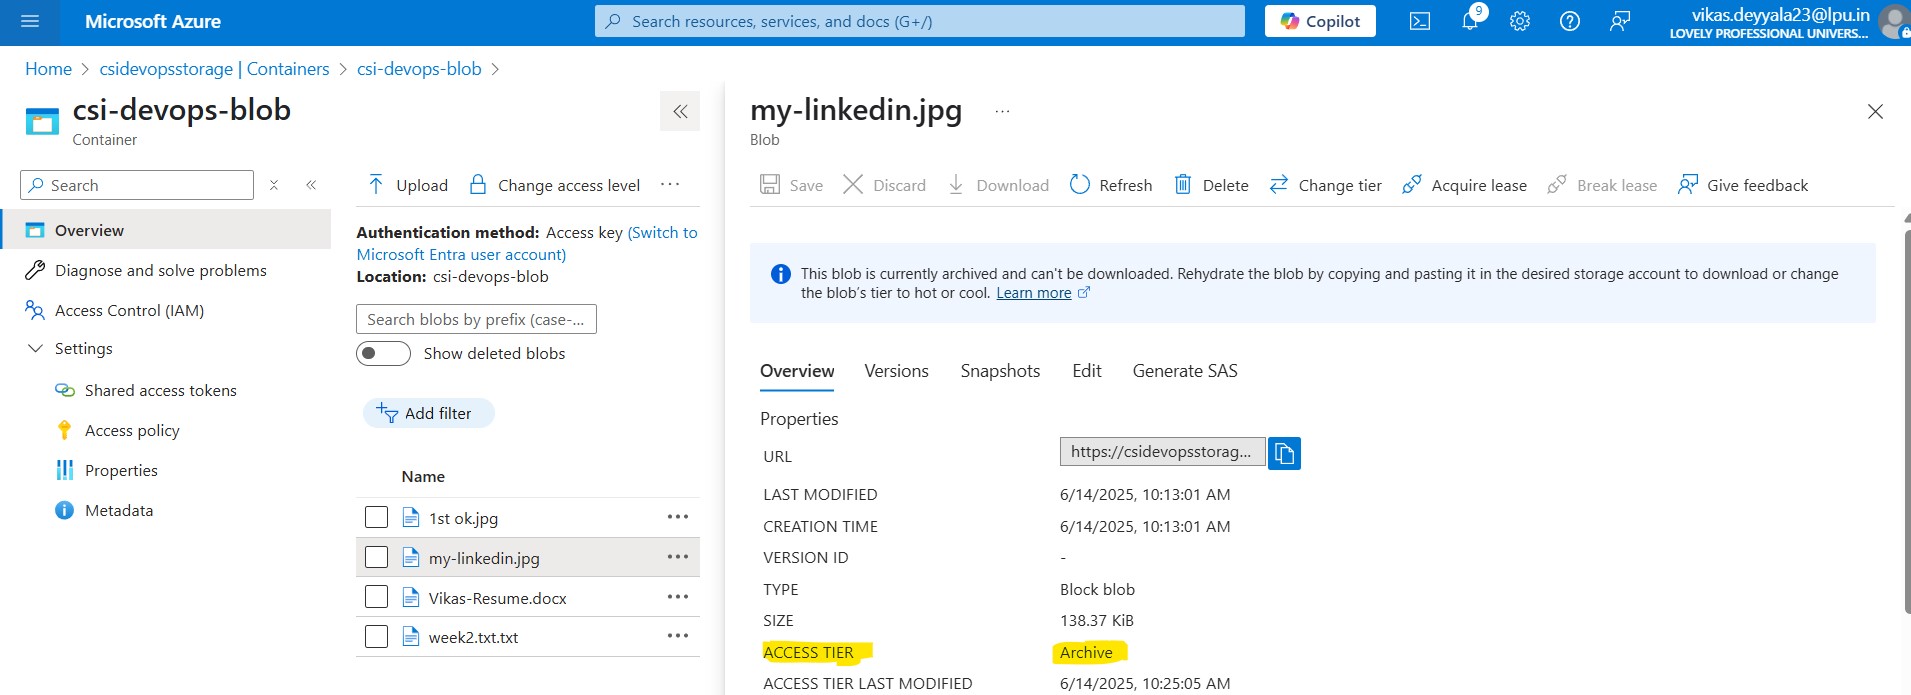 Microsoft Azure
Search resources, services, and docs (G+/)
Copilot
9
vikas.deyyala23@lpu.in
LOVELY PROFESSIONAL UNIVERS...
Home > csidevopsstorage | Containers > csi-devops-blob >
csi-devops-blob
Container
Search
Overview
Diagnose and solve problems
Access Control (IAM)
Settings
Shared access tokens
Access policy
Properties
Metadata
Upload Change access level ...
Authentication method: Access key (Switch to
Microsoft Entra user account)
Location: csi-devops-blob
Search blobs by prefix (case-...
Show deleted blobs
Add filter
Name
1st ok.jpg
my-linkedin.jpg
Vikas-Resume.docx
week2.txt.txt
my-linkedin.jpg ...
Blob
Save Discard Download Refresh Delete Change tier Acquire lease Break lease Give feedback
This blob is currently archived and can't be downloaded. Rehydrate the blob by copying and pasting it in the desired storage account to download or change
the blob's tier to hot or cool. Learn more
Overview Versions Snapshots Edit Generate SAS
Properties
URL https://csidevopsstorag...
LAST MODIFIED 6/14/2025, 10:13:01 AM
CREATION TIME 6/14/2025, 10:13:01 AM
VERSION ID -
TYPE Block blob
SIZE 138.37 KiB
ACCESS TIER Archive
ACCESS TIER LAST MODIFIED 6/14/2025, 10:25:05 AM